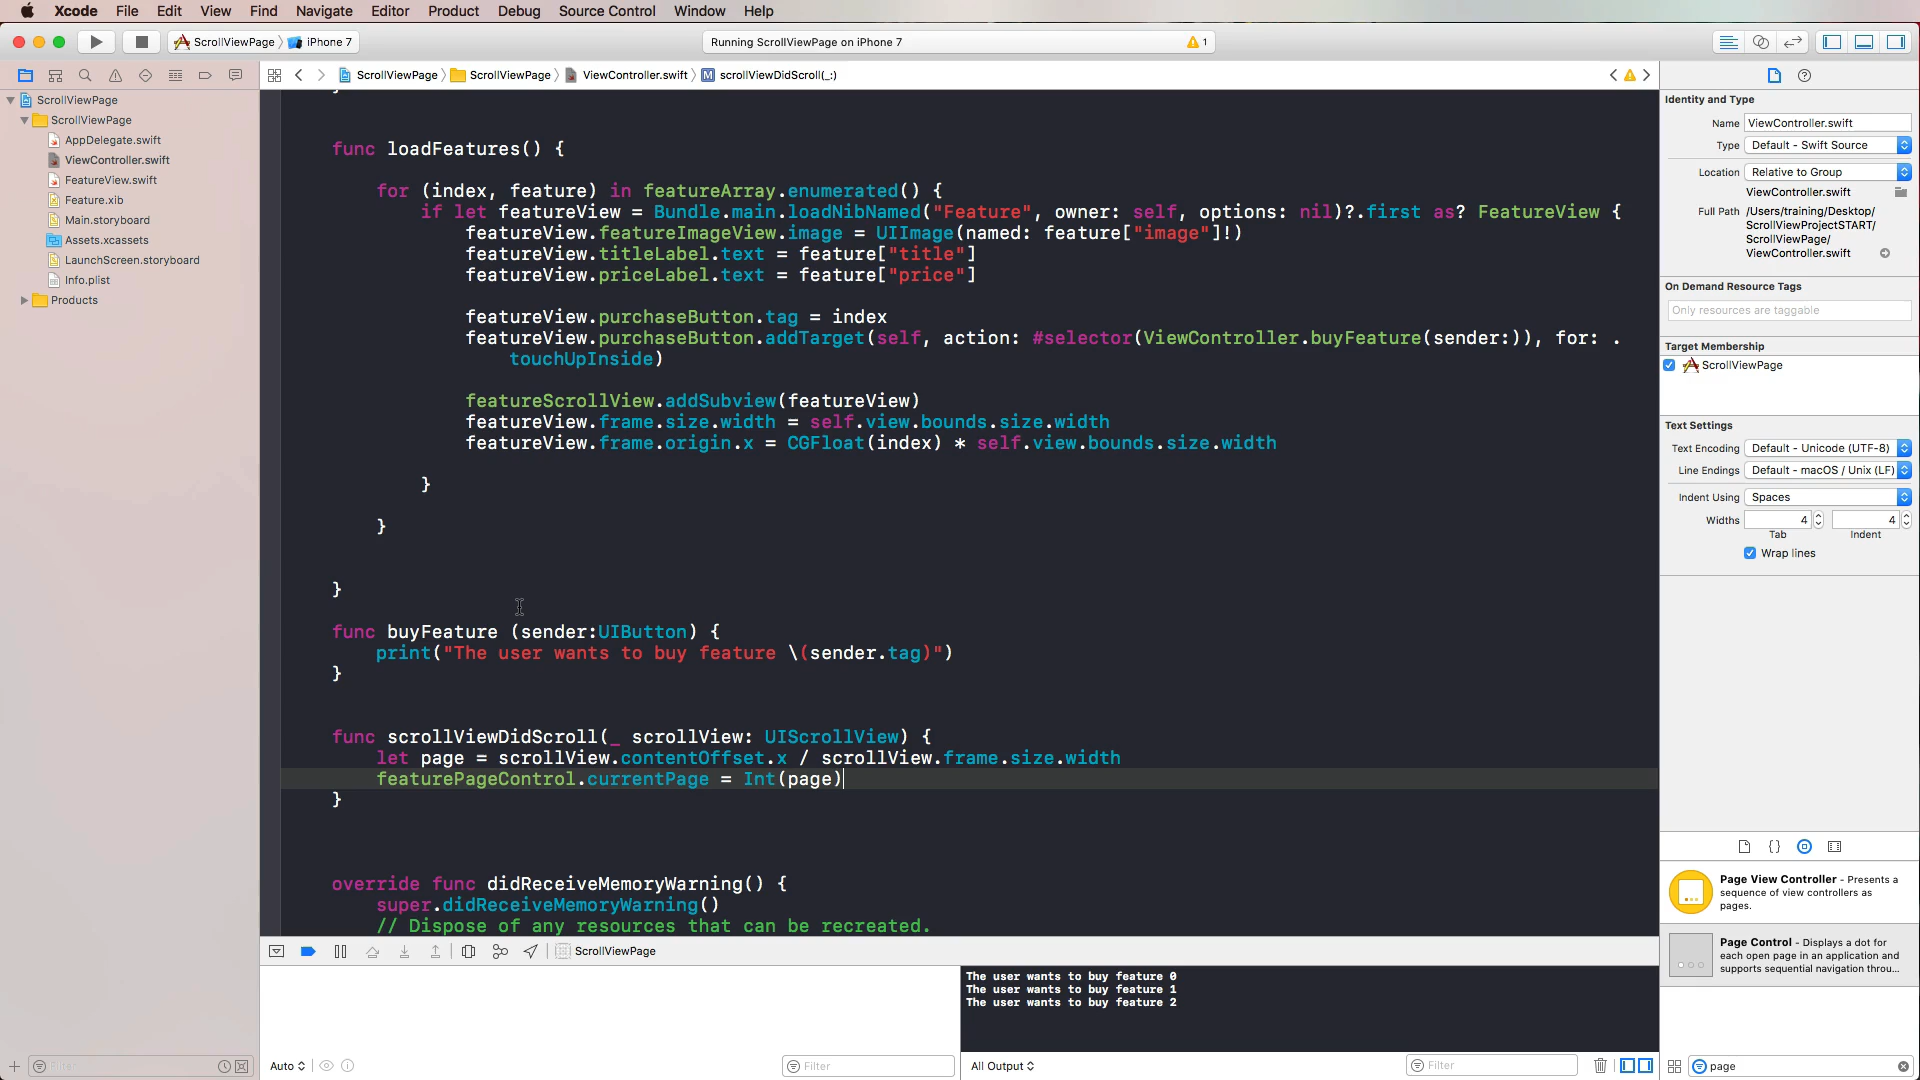 Xcode File Edit View Find Navigate Editor Product Debug Source Control Window Help
ScrollViewPage iPhone 7
Running ScrollViewPage on iPhone 7
1
ScrollViewPage ScrollViewPage ViewController.swift M scrollViewDidScroll(_:)
ScrollViewPage
ScrollViewPage
AppDelegate.swift
ViewController.swift
FeatureView.swift
Feature.xib
Main.storyboard
Assets.xcassets
LaunchScreen.storyboard
Info.plist
Products
Filter
}
func loadFeatures() {
for (index, feature) in featureArray.enumerated() {
if let featureView = Bundle.main.loadNibNamed("Feature", owner: self, options: nil)?.first as? FeatureView {
featureView.featureImageView.image = UIImage(named: feature["image"]!)
featureView.titleLabel.text = feature["title"]
featureView.priceLabel.text = feature["price"]
featureView.purchaseButton.tag = index
featureView.purchaseButton.addTarget(self, action: #selector(ViewController.buyFeature(sender:)), for: .
touchUpInside)
featureScrollView.addSubview(featureView)
featureView.frame.size.width = self.view.bounds.size.width
featureView.frame.origin.x = CGFloat(index) * self.view.bounds.size.width
}
}
}
func buyFeature (sender:UIButton) {
print("The user wants to buy feature \(sender.tag)")
}
func scrollViewDidScroll(_ scrollView: UIScrollView) {
let page = scrollView.contentOffset.x / scrollView.frame.size.width
featurePageControl.currentPage = Int(page)
}
override func didReceiveMemoryWarning() {
super.didReceiveMemoryWarning()
// Dispose of any resources that can be recreated.
ScrollViewPage
The user wants to buy feature 0
The user wants to buy feature 1
The user wants to buy feature 2
Auto
Filter
All Output
Filter
Identity and Type
Name ViewController.swift
Type Default - Swift Source
Location Relative to Group
ViewController.swift
Full Path /Users/training/Desktop/
ScrollViewProjectSTART/
ScrollViewPage/
ViewController.swift
On Demand Resource Tags
Only resources are taggable
Target Membership
ScrollViewPage
Text Settings
Text Encoding Default - Unicode (UTF-8)
Line Endings Default - macOS / Unix (LF)
Indent Using Spaces
Widths 4 4
Tab Indent
Wrap lines
{}
Page View Controller - Presents a
sequence of view controllers as
pages.
Page Control - Displays a dot for
each open page in an application and
supports sequential navigation throu...
page